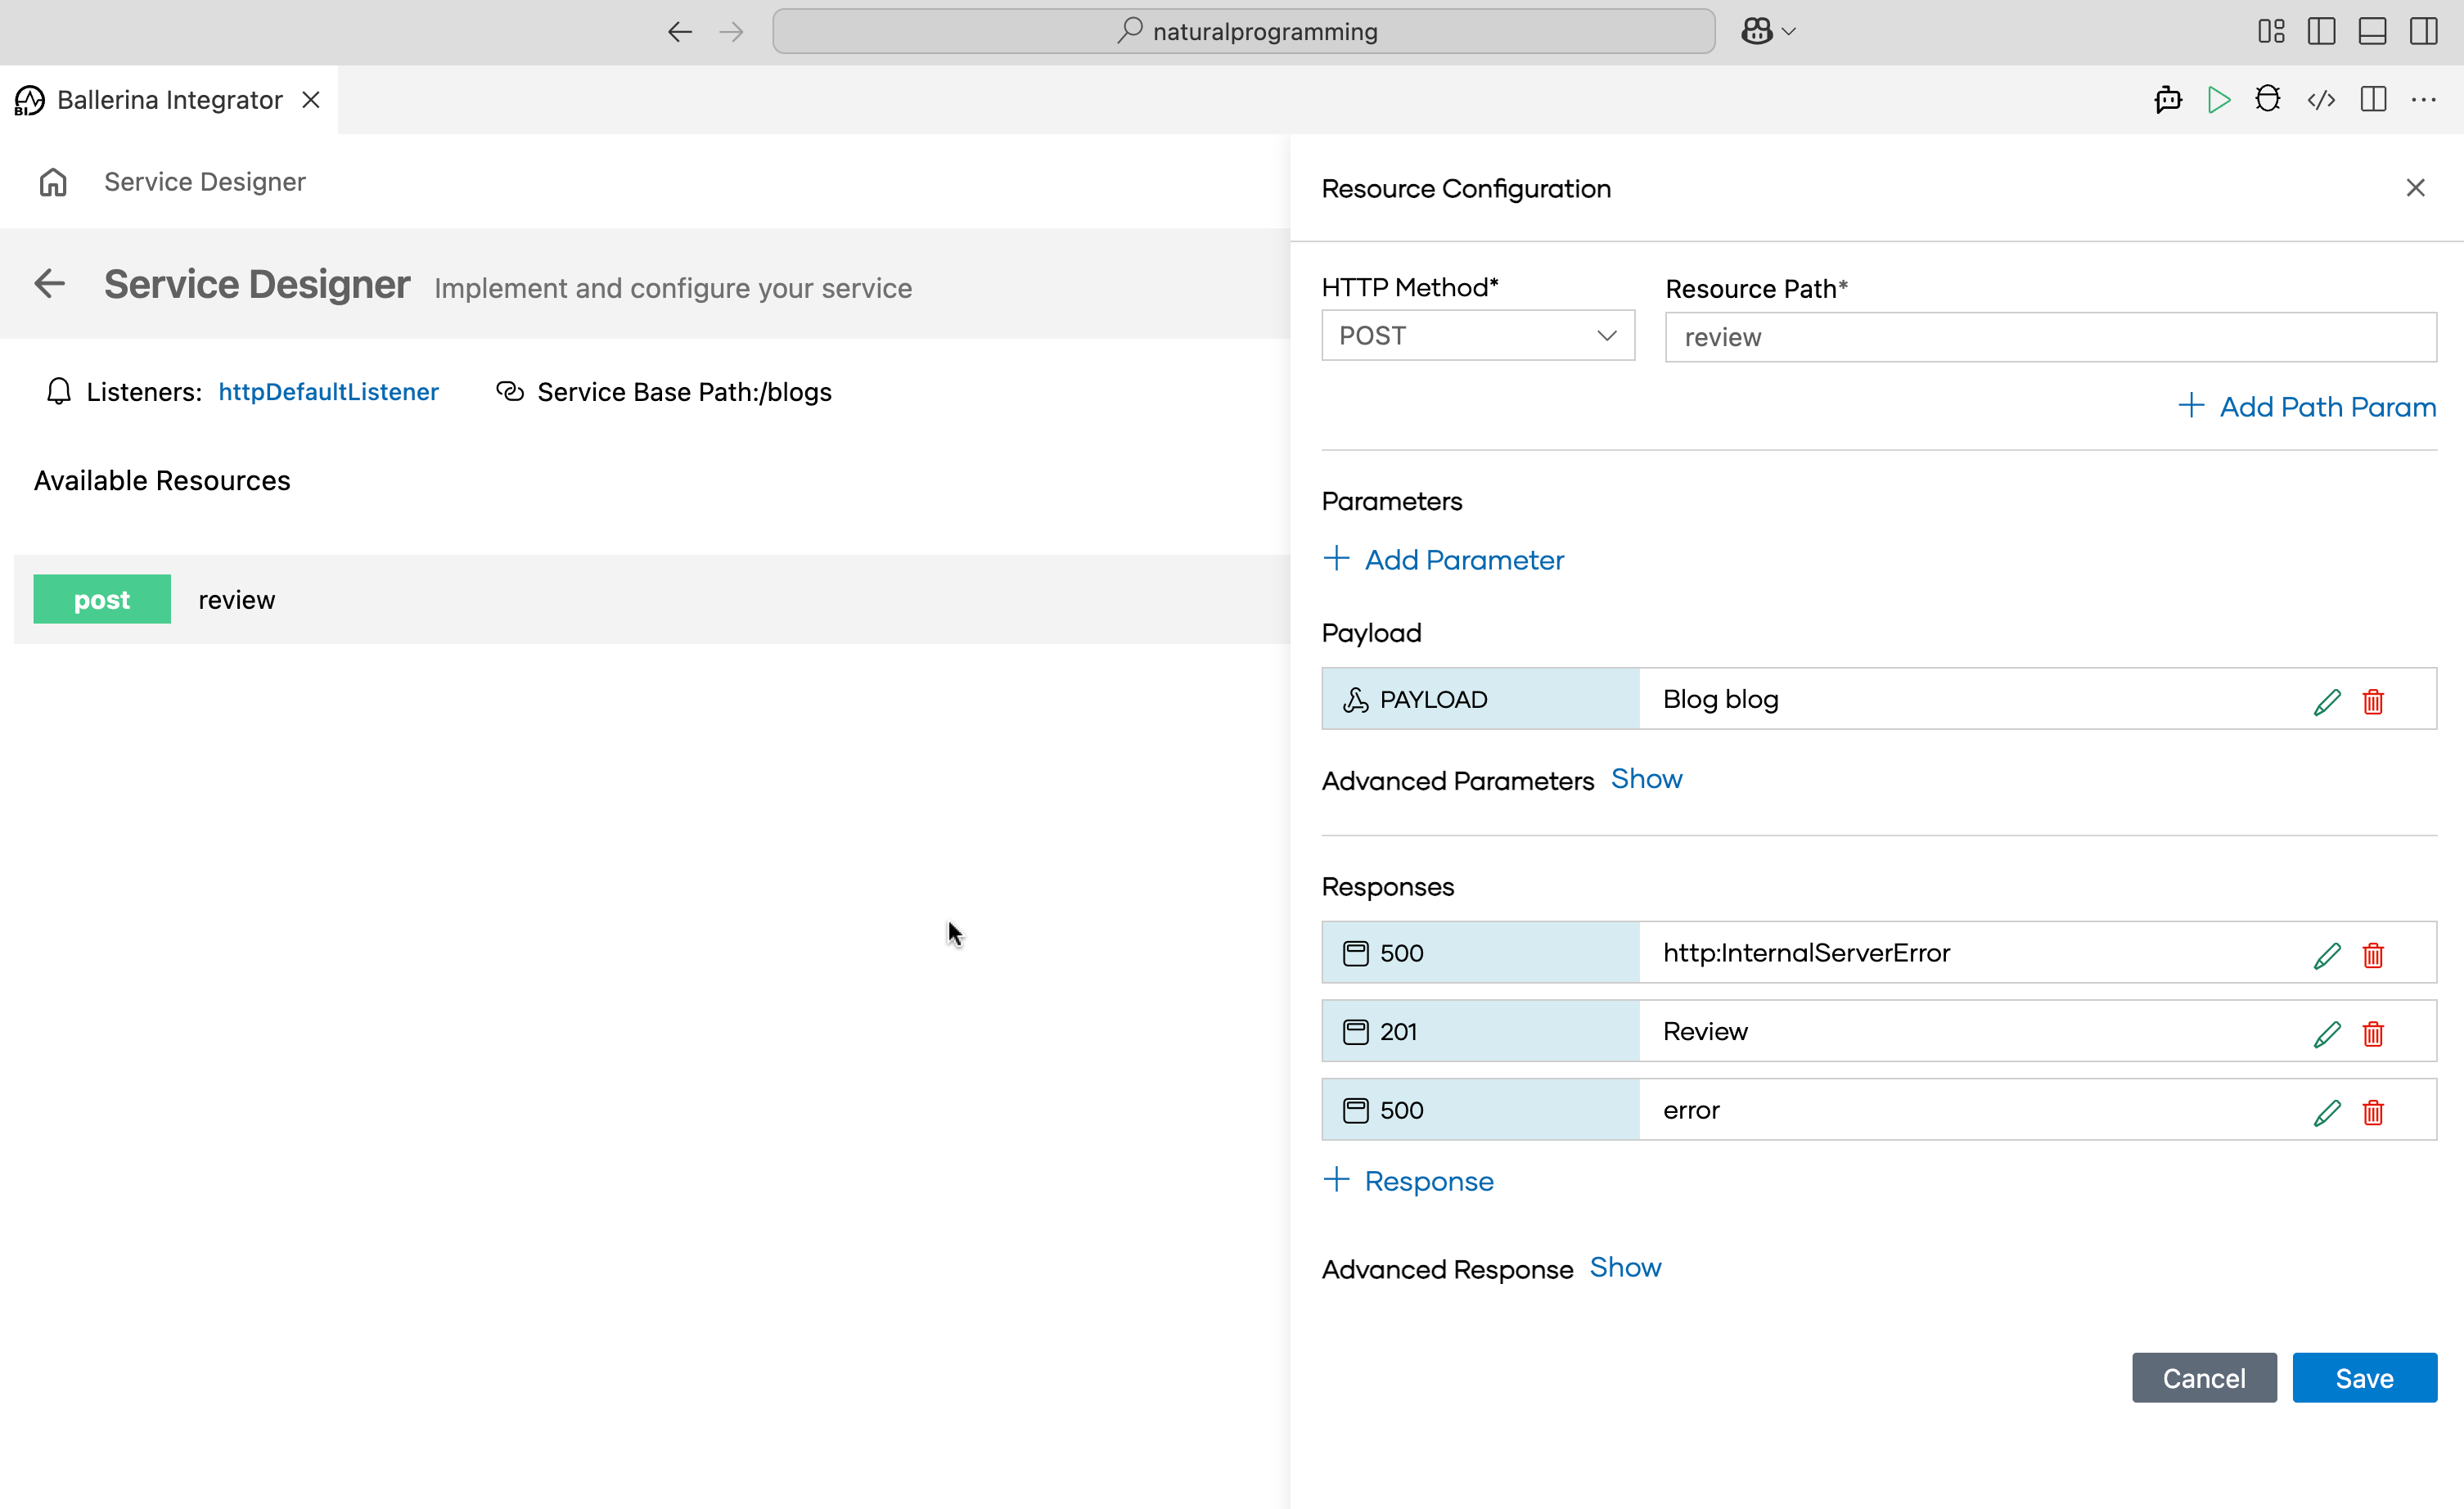 naturalprogramming
BI Ballerina Integrator
Service Designer
Service Designer Implement and configure your service
Listeners: httpDefaultListener Service Base Path:/blogs
Available Resources
post review
Resource Configuration
HTTP Method* Resource Path*
POST review
Add Path Param
Parameters
Add Parameter
Payload
PAYLOAD Blog blog
Advanced Parameters Show
Responses
500 http:InternalServerError
201 Review
500 error
Response
Advanced Response Show
Cancel Save